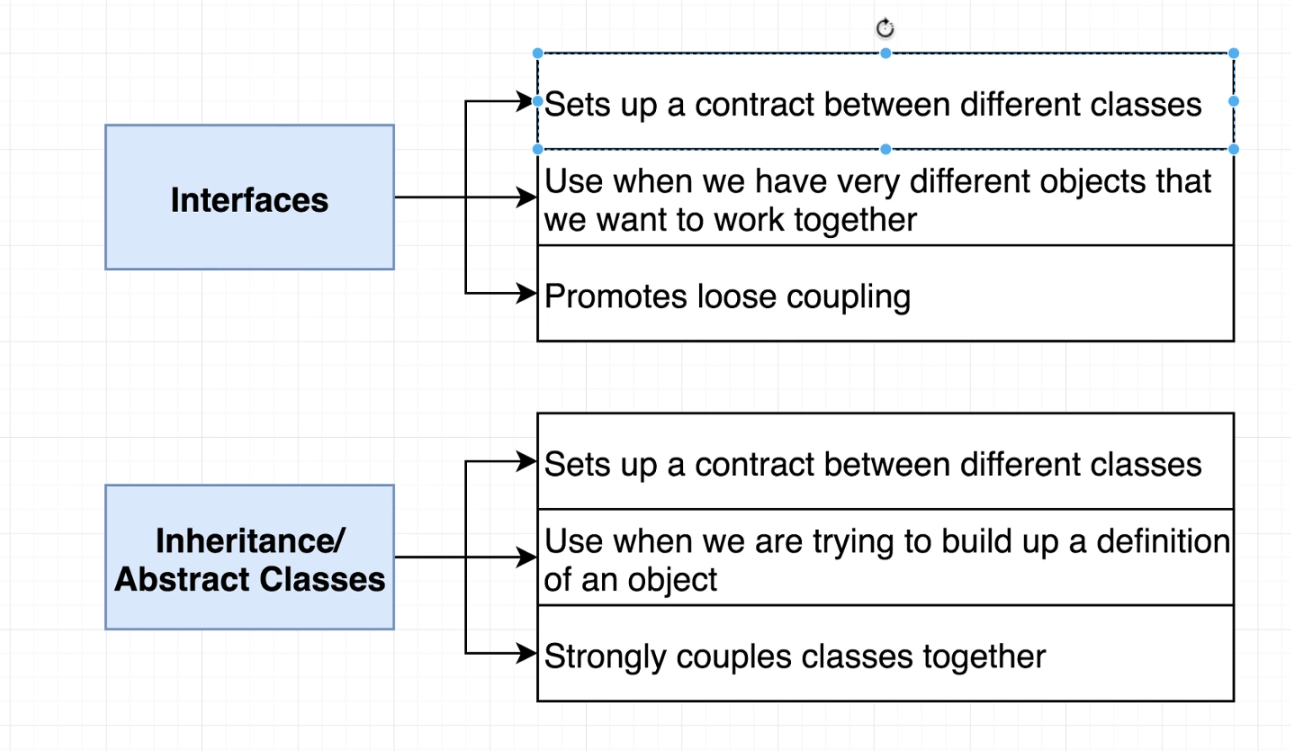 Interfaces
Sets up a contract between different classes
Use when we have very different objects that
we want to work together
Promotes loose coupling
Inheritance/
Abstract Classes
Sets up a contract between different classes
Use when we are trying to build up a definition
of an object
Strongly couples classes together